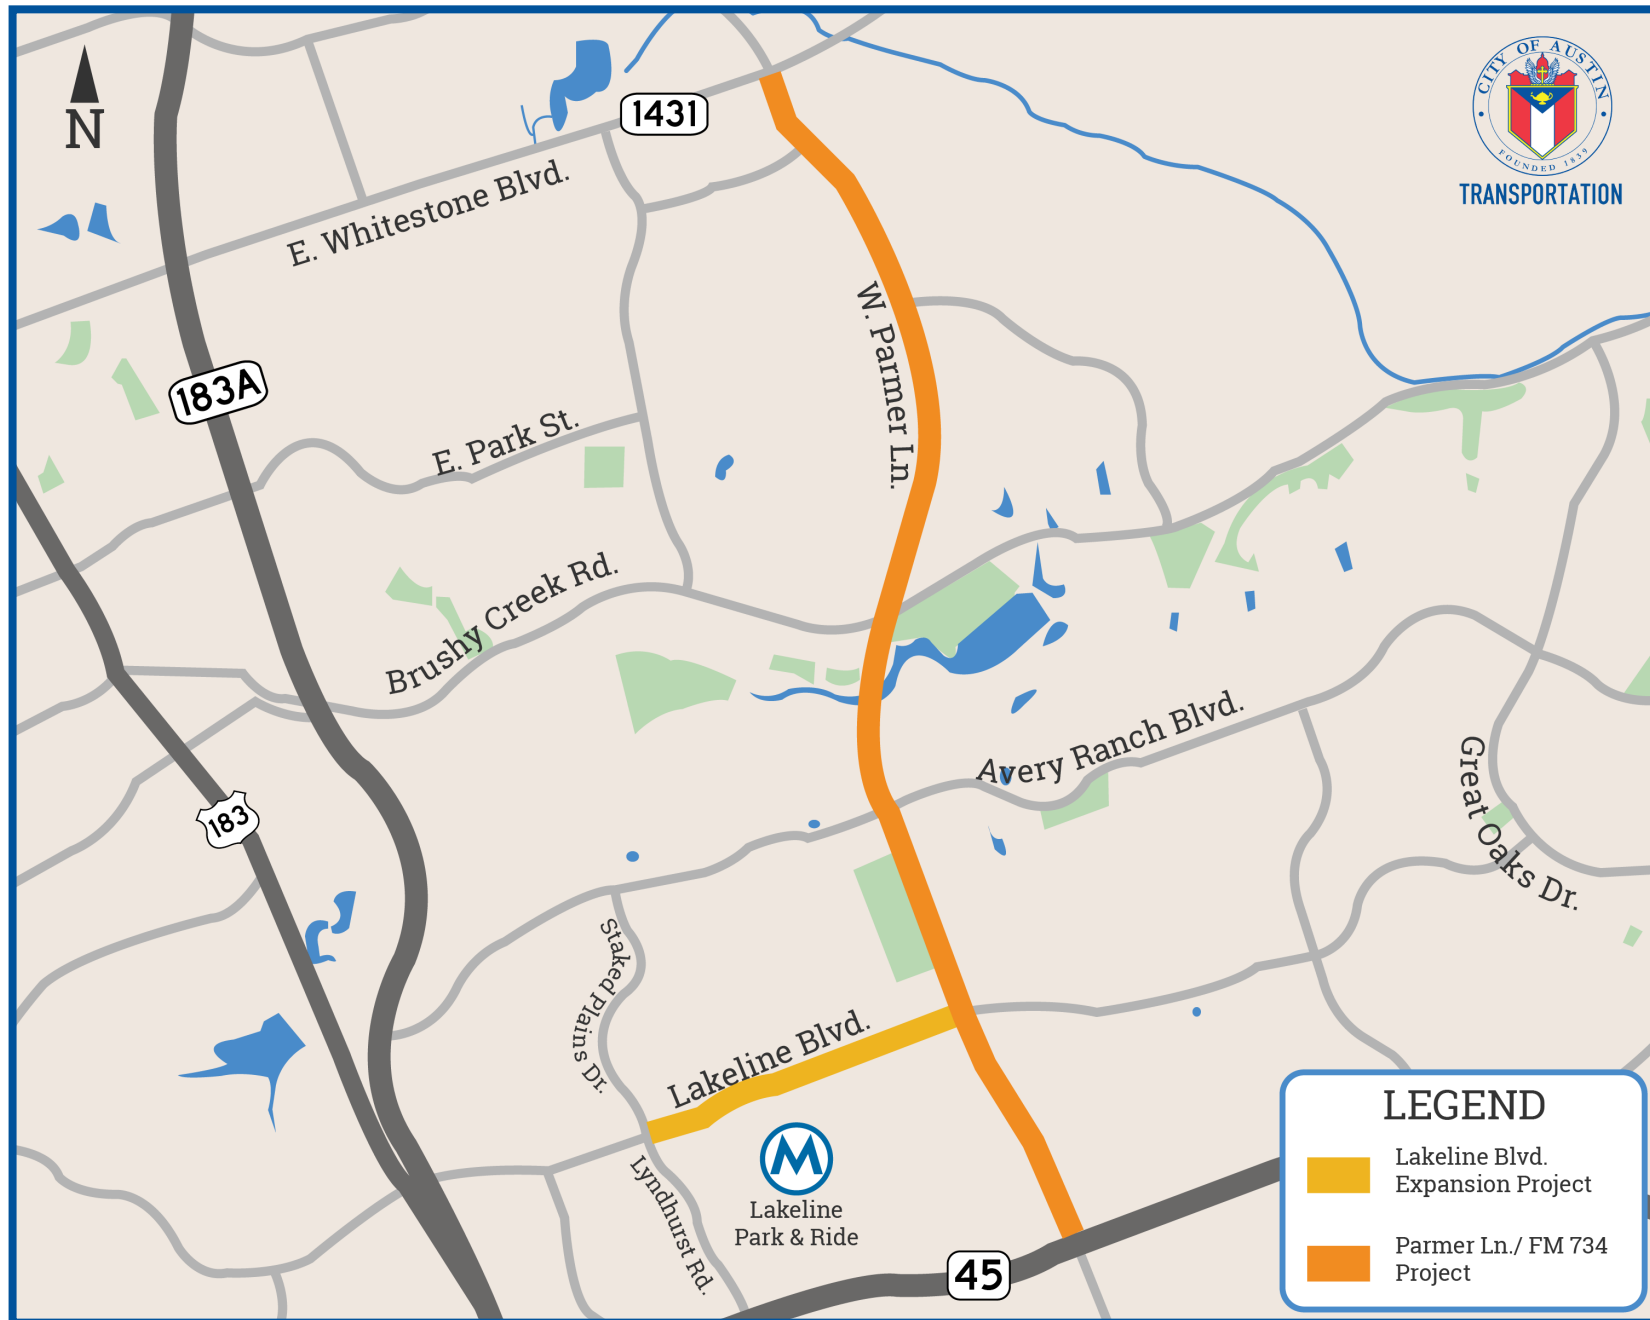 CITY OF AUSTIN
FOUNDED 1839
TRANSPORTATION
N
1431
E. Whitestone Blvd.
W. Parmer Ln.
183A
E. Park St.
Brushy Creek Rd.
Avery Ranch Blvd.
Great Oaks Dr.
183
Staked Plains Dr.
Lakeline Blvd.
Lyndhurst Rd.
M
Lakeline
Park & Ride
45
LEGEND
Lakeline Blvd.
Expansion Project
Parmer Ln./ FM 734
Project